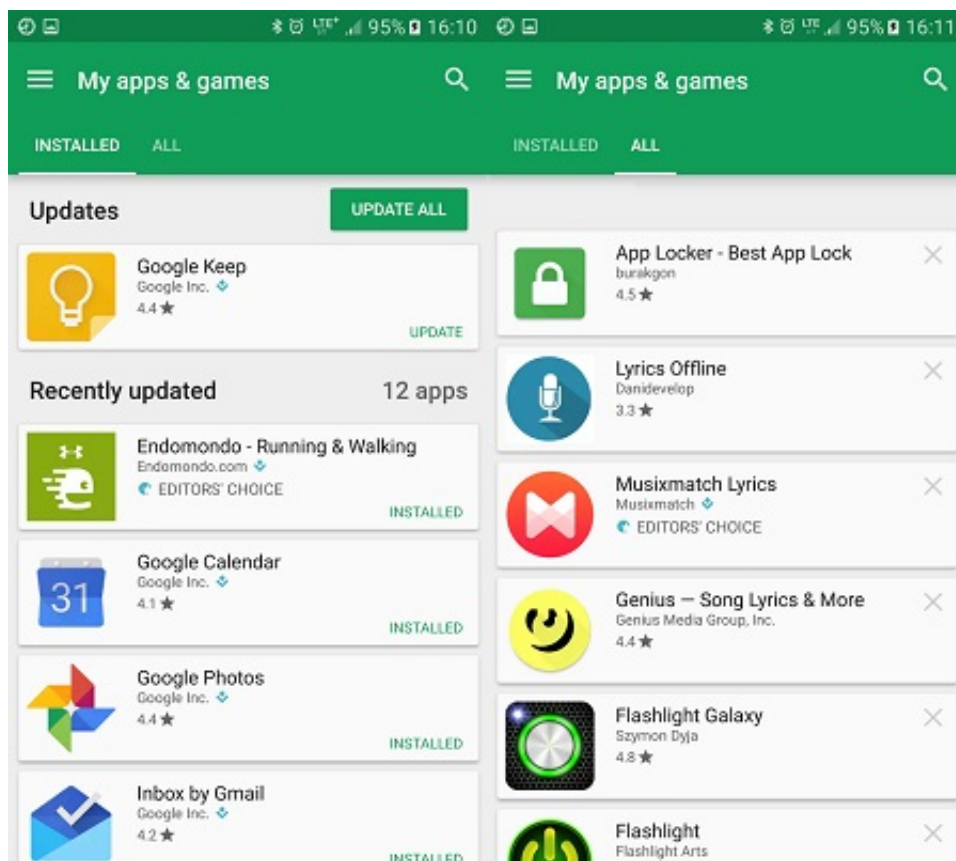 95% 16:10
My apps & games
INSTALLED ALL
Updates
UPDATE ALL
Google Keep
Google Inc.
4.4★
UPDATE
Recently updated 12 apps
Endomondo - Running & Walking
Endomondo.com
EDITORS' CHOICE
INSTALLED
31
Google Calendar
Google Inc.
4.1★
INSTALLED
Google Photos
Google Inc.
4.4★
INSTALLED
Inbox by Gmail
Google Inc.
4.2★
INSTALLED
LTE 95% 16:11
My apps & games
INSTALLED ALL
App Locker - Best App Lock
burakgon
4.5★
Lyrics Offline
Danidevelop
3.3★
Musixmatch Lyrics
Musixmatch
EDITORS' CHOICE
Genius — Song Lyrics & More
Genius Media Group, Inc.
4.4★
Flashlight Galaxy
Szymon Dyja
4.8★
Flashlight
Flashlight Arts